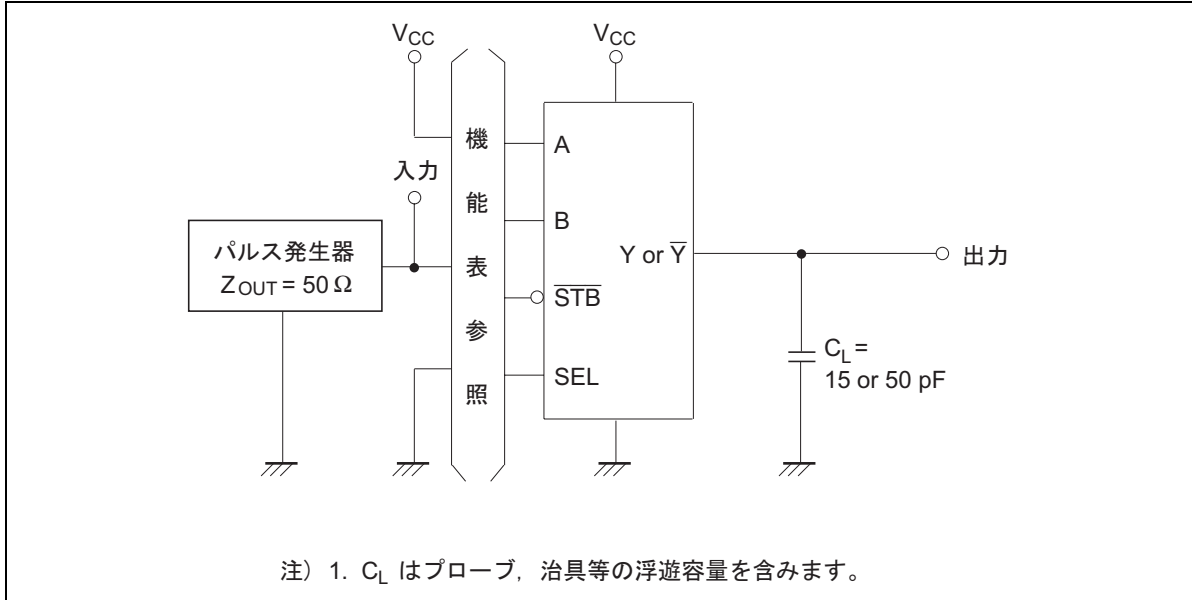 VCC
VCC
入力
パルス発生器
ZOUT = 50 Ω
機能表参照
A
B
STB
SEL
Y or Y
出力
CL =
15 or 50 pF
注) 1. CL はプローブ，治具等の浮遊容量を含みます。